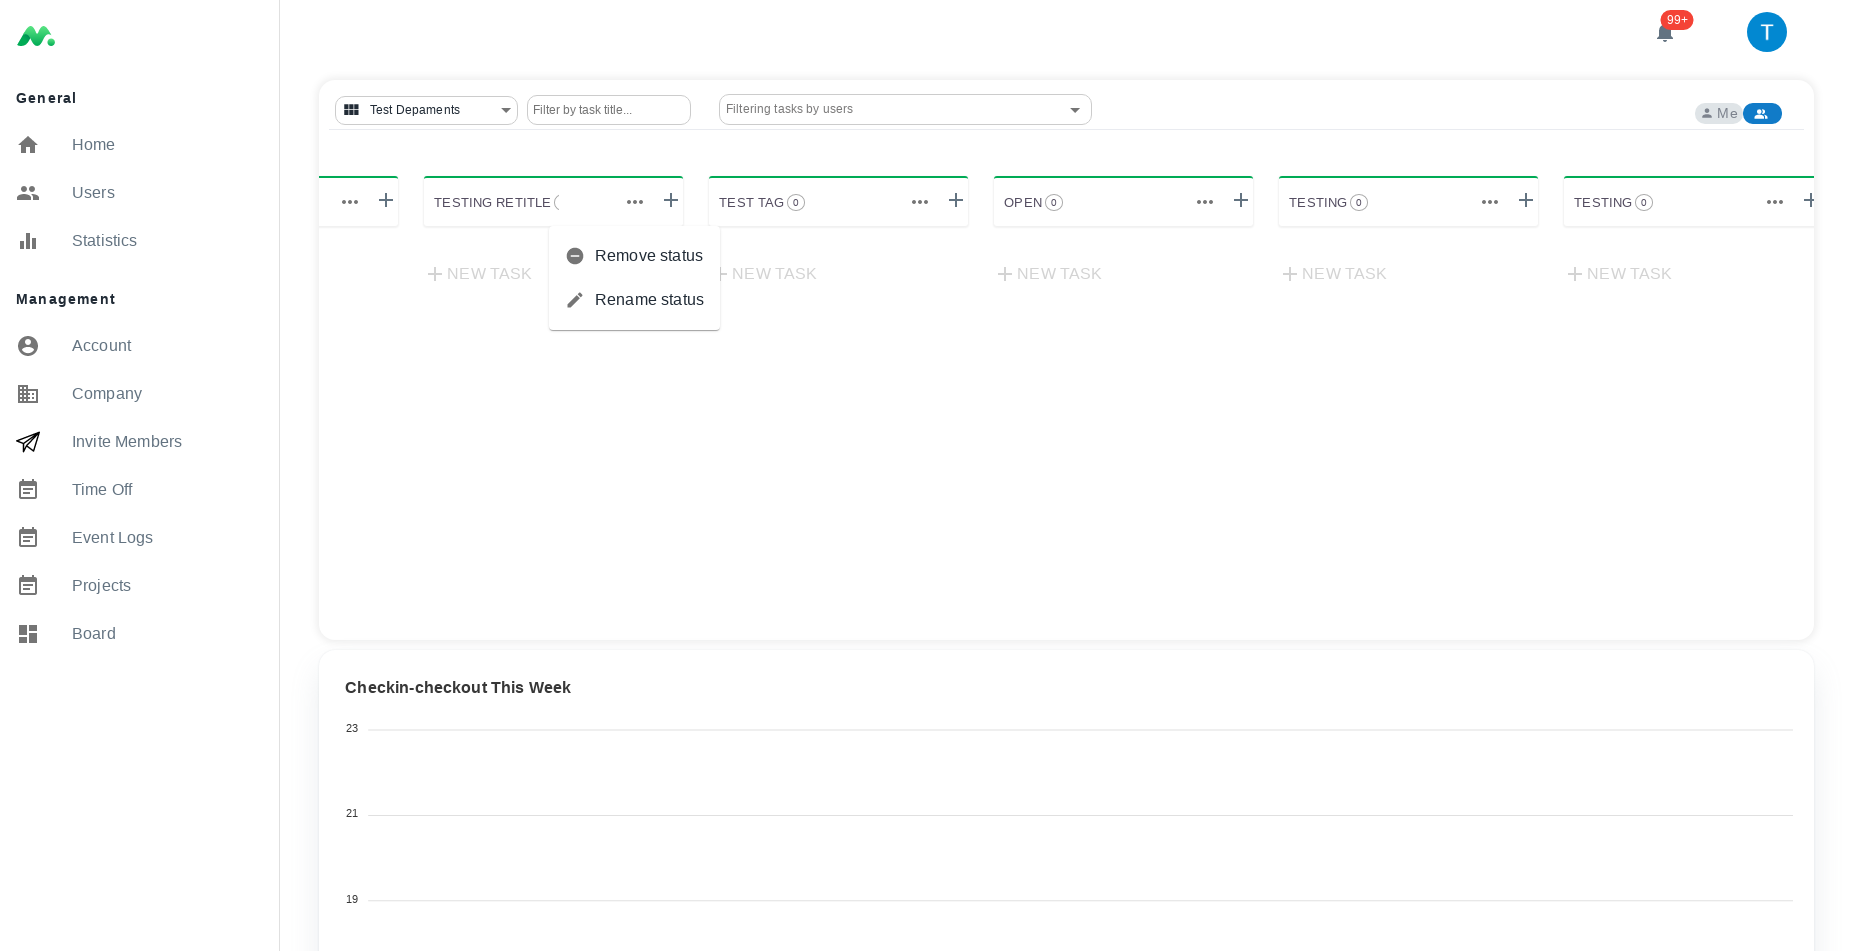 99+
T
General
Home
Users
Statistics
Management
Account
Company
Invite Members
Time Off
Event Logs
Projects
Board
Test Depaments
Filter by task title...
Filtering tasks by users
Me
TESTING RETITLE
TEST TAG 0
OPEN 0
TESTING 0
TESTING 0
NEW TASK
NEW TASK
NEW TASK
NEW TASK
NEW TASK
Remove status
Rename status
Checkin-checkout This Week
23
21
19